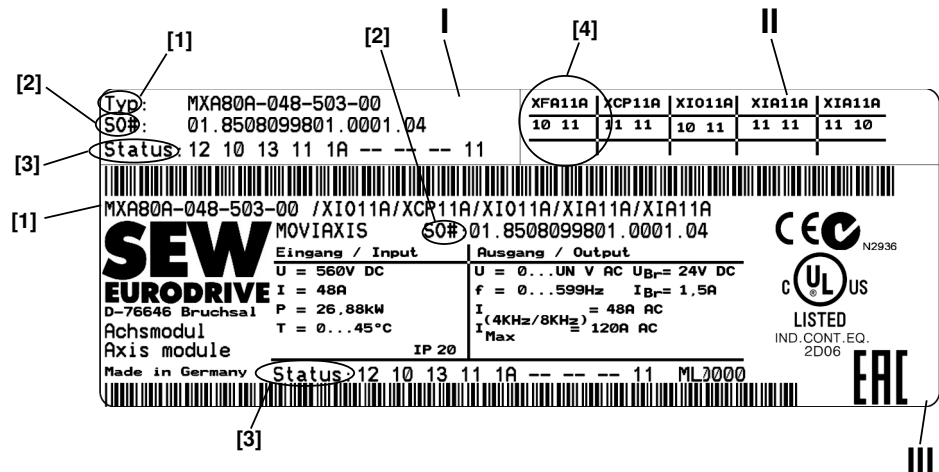 [1]
[2]
I
II
[4]
[2]
[3]
Typ: MXA80A-048-503-00
SO#: 01.8508099801.0001.04
Status: 12 10 13 11 1A -- -- -- 11
XFA11A XCP11A XIO11A XIA11A XIA11A
10 11 11 11 10 11 11 11 11 10
[1]
[2]
MXA80A-048-503-00 /XIO11A/XCP11A/XIO11A/XIA11A/XIA11A
SEW
EURODRIVE
D-76646 Bruchsal
Achsmodul
Axis module
Made in Germany
MOVIAXIS SO# 01.8508099801.0001.04
Eingang / Input
U = 560V DC
I = 48A
P = 26,88kW
T = 0...45°C
IP 20
Ausgang / Output
U = 0...UN V AC UBr= 24V DC
f = 0...599Hz IBr= 1,5A
I(4KHz/8KHz)= 48A AC
IMax = 120A AC
Status: 12 10 13 11 1A -- -- -- 11
CE
N2936
C UL US
®
LISTED
IND.CONT.EQ.
2D06
EAC
[3]
III